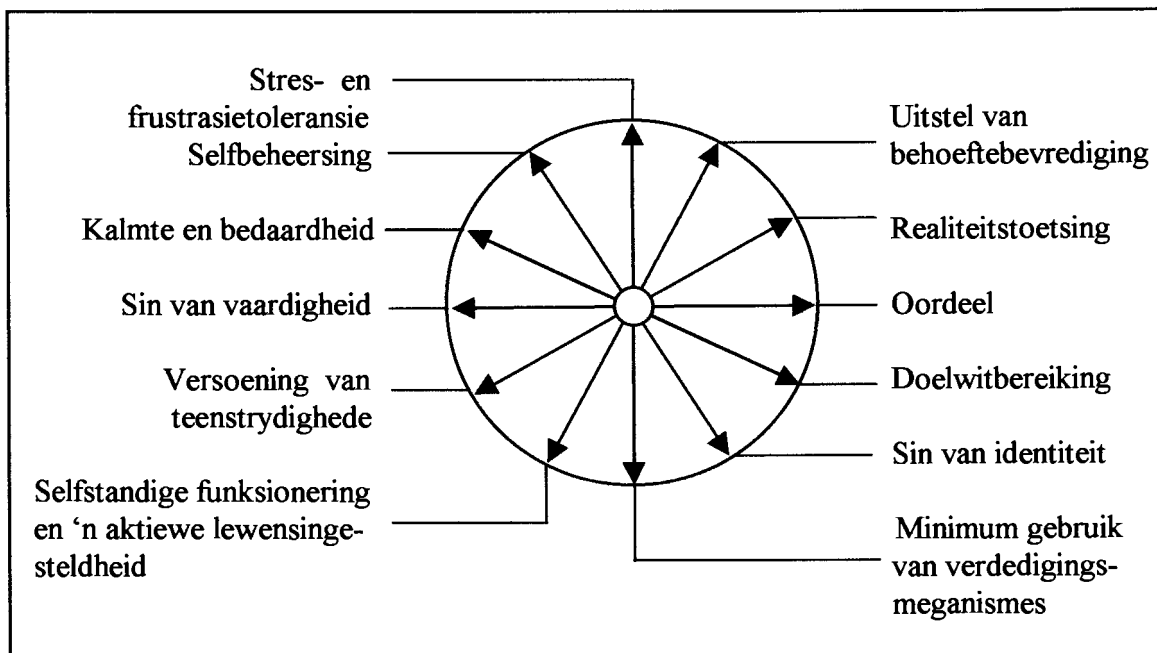 Stres- en
frustrasietoleransie
Selfbeheersing
Kalmte en bedaardheid
Sin van vaardigheid
Versoening van
teenstrydighede
Selfstandige funksionering
en ‘n aktiewe lewensinge-
steldheid
Uitstel van
behoeftebevrediging
Realiteitstoetsing
Oordeel
Doelwitbereiking
Sin van identiteit
Minimum gebruik
van verdedigings-
meganismes